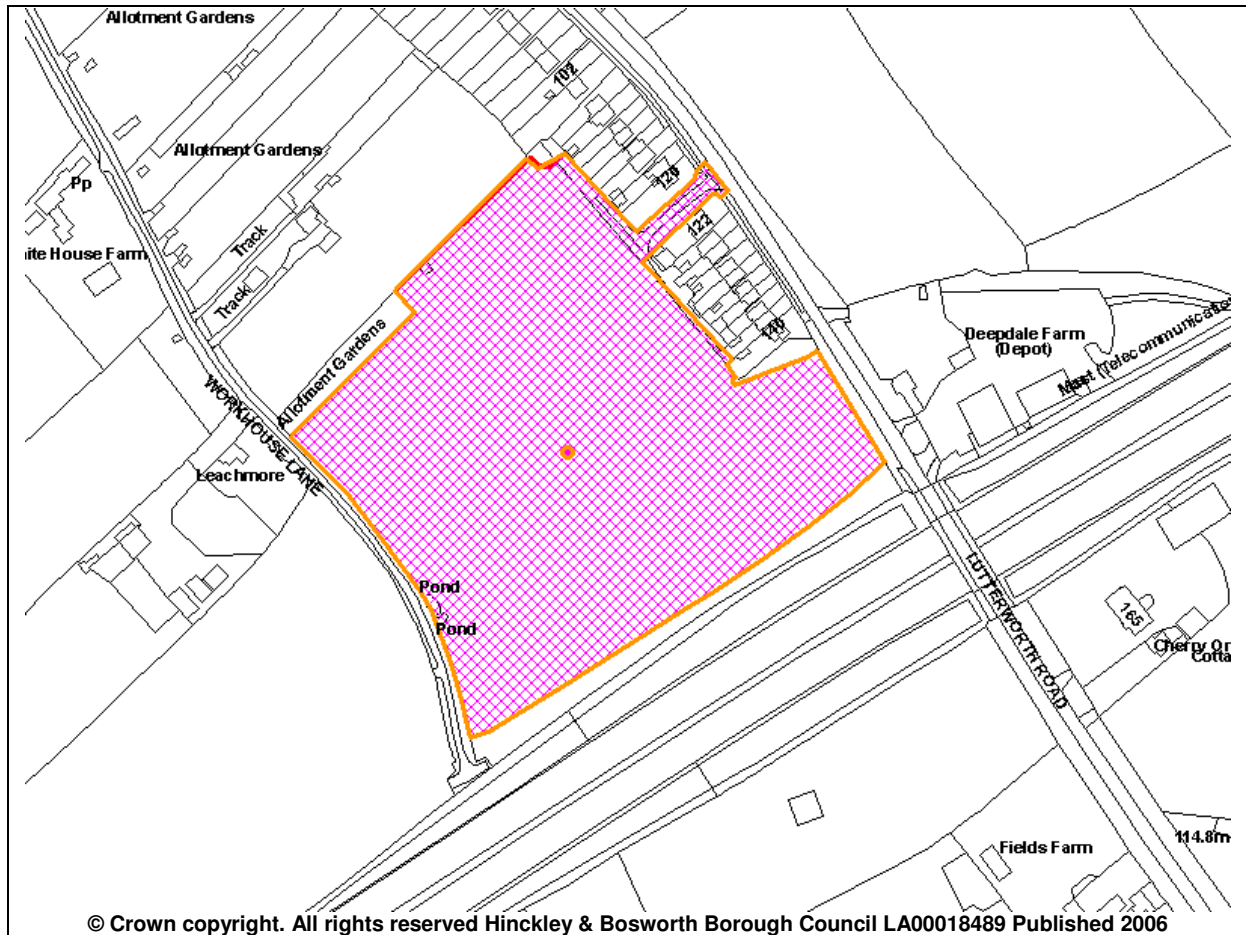 Allotment Gardens
102
Allotment Gardens
Pp
120
122
ite House Farm
Track
Track
Allotment Gardens
140
Deepdale Farm
(Depot)
Mast (Telecommunicatio
WORKHOUSE LANE
Leachmore
Pond
Pond
LUTTERWORTH ROAD
165
Cherry Or
Cotta
114.8m
Fields Farm
© Crown copyright. All rights reserved Hinckley & Bosworth Borough Council LA00018489 Published 2006